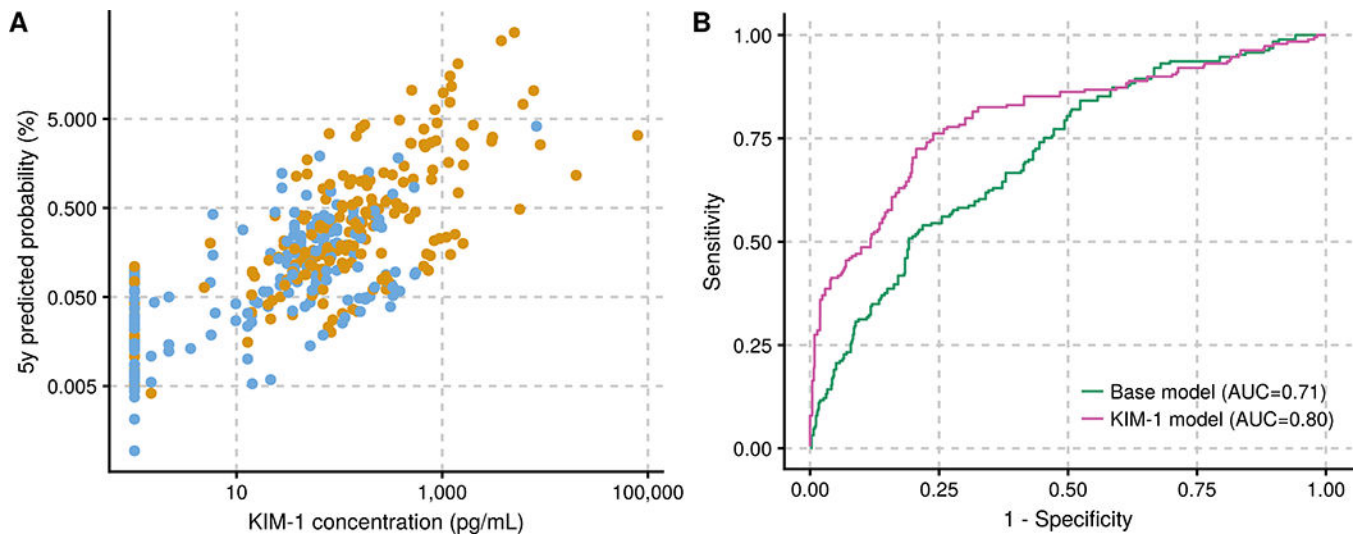 A
5y predicted probability (%)
5.000
0.500
0.050
0.005
10
1,000
100,000
KIM-1 concentration (pg/mL)
B
Sensitivity
1.00
0.75
0.50
0.25
0.00
Base model (AUC=0.71)
KIM-1 model (AUC=0.80)
0.00
0.25
0.50
0.75
1.00
1 - Specificity